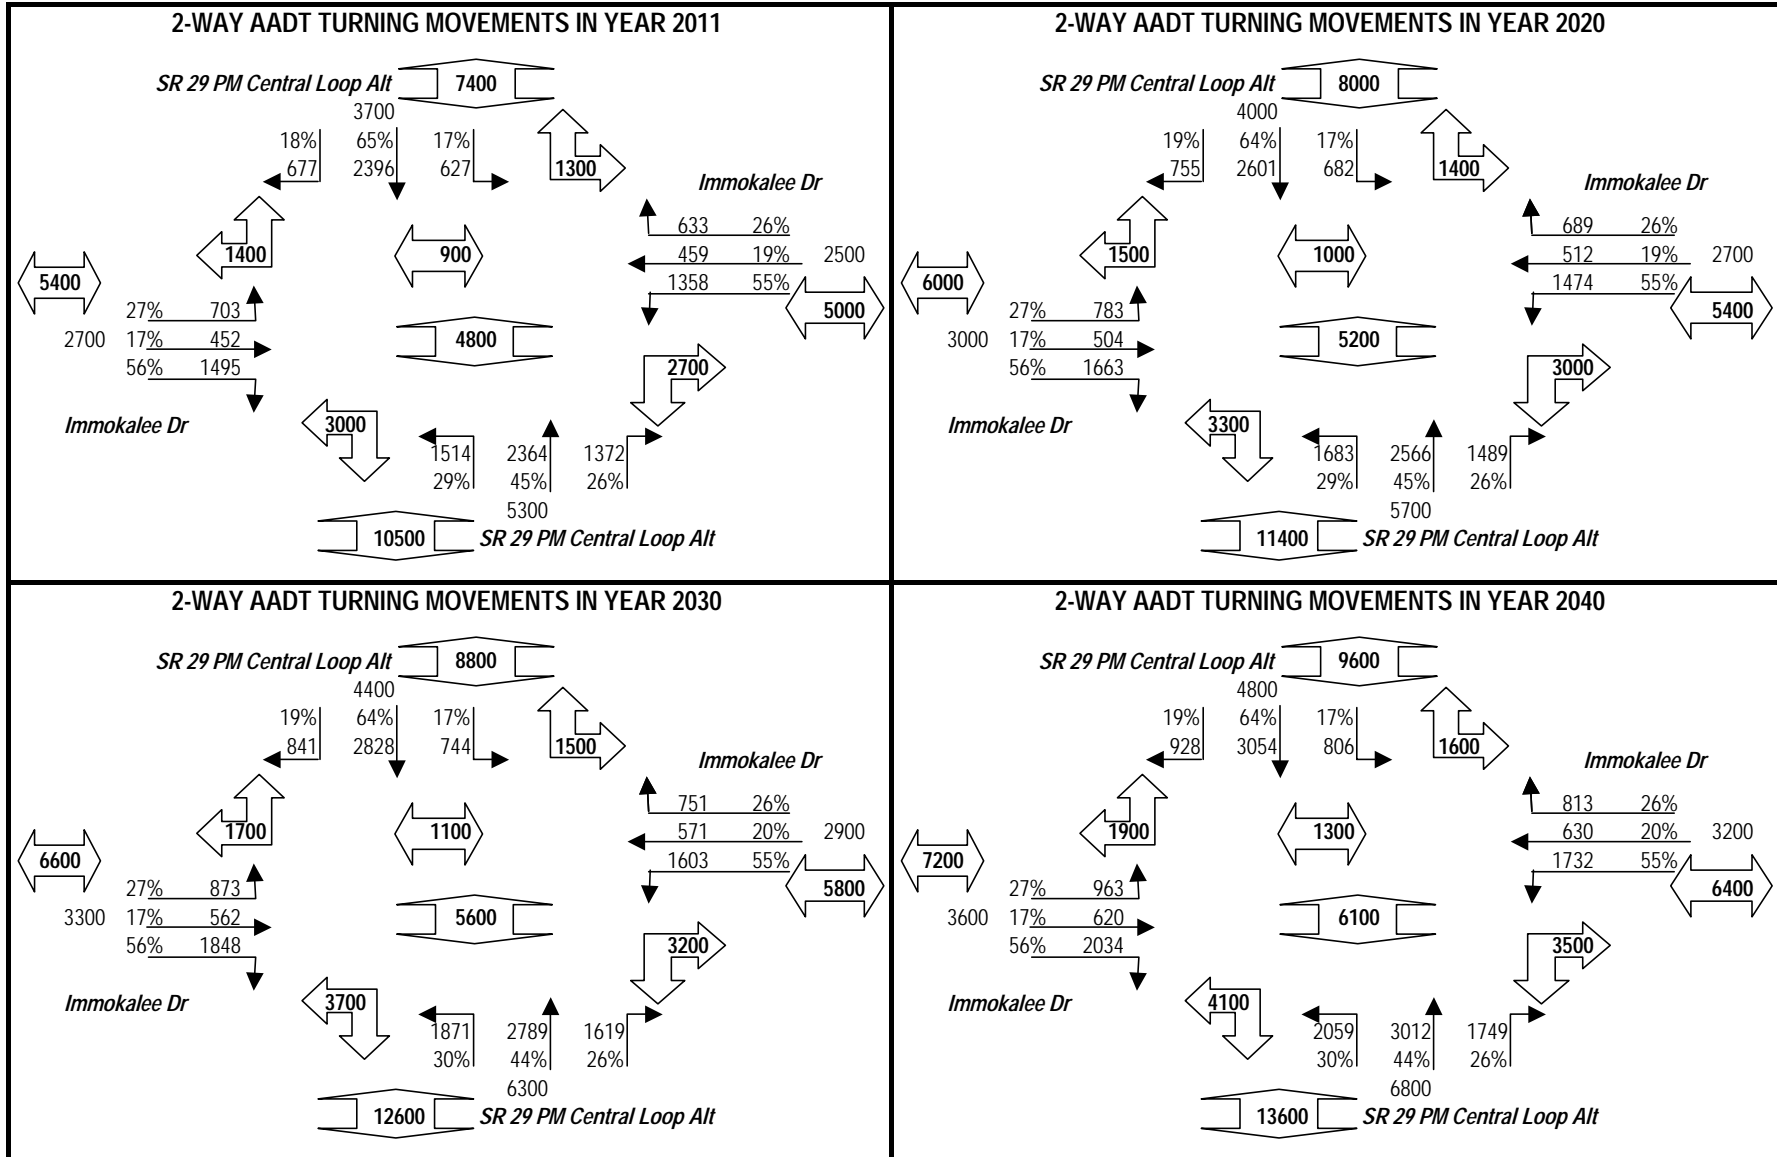 2-WAY AADT TURNING MOVEMENTS IN YEAR 2011
SR 29 PM Central Loop Alt 7400
3700
18% 65% 17%
677 2396 627 1300
Immokalee Dr
633 26%
1400 900 459 19% 2500
5400 1358 55% 5000
27% 703
2700 17% 452 4800
56% 1495 2700
Immokalee Dr 3000
1514 2364 1372
29% 45% 26%
5300
10500 SR 29 PM Central Loop Alt
2-WAY AADT TURNING MOVEMENTS IN YEAR 2020
SR 29 PM Central Loop Alt 8000
4000
19% 64% 17%
755 2601 682 1400
Immokalee Dr
689 26%
1500 1000 512 19% 2700
6000 1474 55% 5400
27% 783
3000 17% 504 5200
56% 1663 3000
Immokalee Dr 3300
1683 2566 1489
29% 45% 26%
5700
11400 SR 29 PM Central Loop Alt
2-WAY AADT TURNING MOVEMENTS IN YEAR 2030
SR 29 PM Central Loop Alt 8800
4400
19% 64% 17%
841 2828 744 1500
Immokalee Dr
751 26%
1700 1100 571 20% 2900
6600 1603 55% 5800
27% 873
3300 17% 562 5600
56% 1848 3200
Immokalee Dr 3700
1871 2789 1619
30% 44% 26%
6300
12600 SR 29 PM Central Loop Alt
2-WAY AADT TURNING MOVEMENTS IN YEAR 2040
SR 29 PM Central Loop Alt 9600
4800
19% 64% 17%
928 3054 806 1600
Immokalee Dr
813 26%
1900 1300 630 20% 3200
7200 1732 55% 6400
27% 963
3600 17% 620 6100
56% 2034 3500
Immokalee Dr 4100
2059 3012 1749
30% 44% 26%
6800
13600 SR 29 PM Central Loop Alt